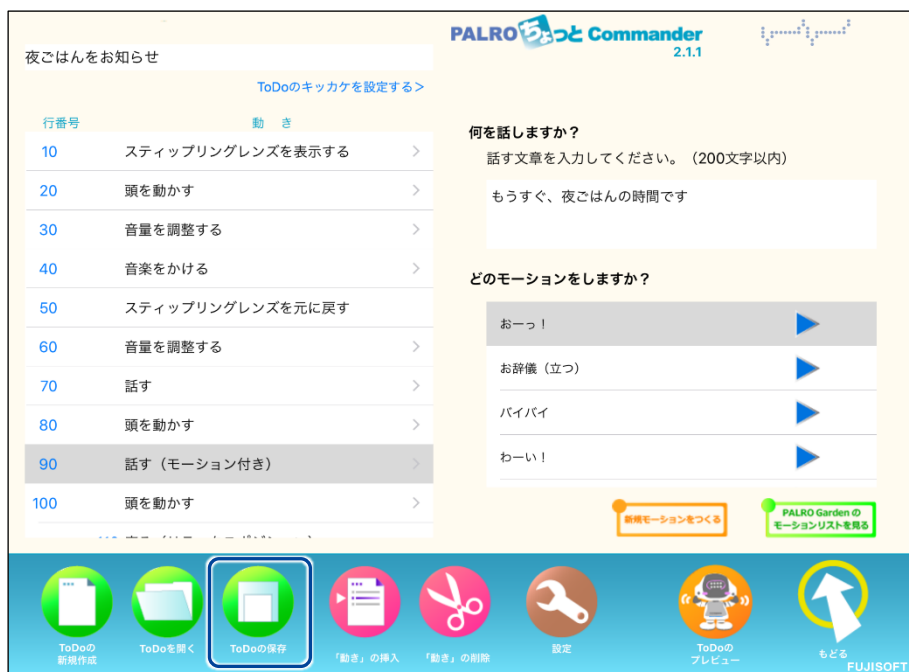 PALROちょっと Commander
2.1.1
夜ごはんをお知らせ
ToDoのキッカケを設定する>
行番号 動 き
10 スティップリングレンズを表示する
20 頭を動かす
30 音量を調整する
40 音楽をかける
50 スティップリングレンズを元に戻す
60 音量を調整する
70 話す
80 頭を動かす
90 話す（モーション付き）
100 頭を動かす
何を話しますか？
話す文章を入力してください。（200文字以内）
もうすぐ、夜ごはんの時間です
どのモーションをしますか？
おーっ！
お辞儀（立つ）
バイバイ
わーい！
新規モーションをつくる
PALRO Garden の
モーションリストを見る
ToDoの
新規作成
ToDoを開く
ToDoの保存
「動き」の挿入
「動き」の削除
設定
ToDoの
プレビュー
もどる
FUJISOFT